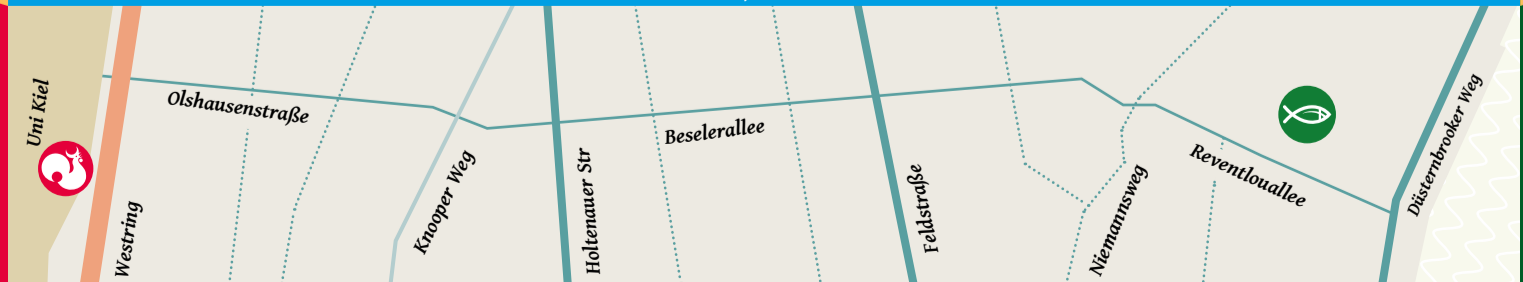 Uni Kiel
Westring
Olshausenstraße
Knooper Weg
Holtenauer Str
Beselerallee
Feldstraße
Niemannsweg
Reventlouallee
Düsternbrooker Weg